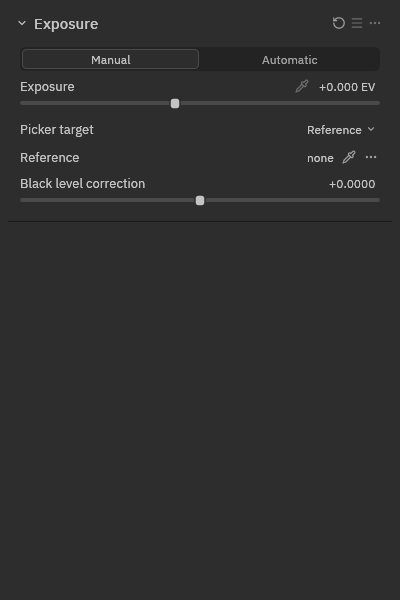 Exposure
Manual Automatic
Exposure +0.000 EV
Picker target Reference
Reference none
Black level correction +0.0000